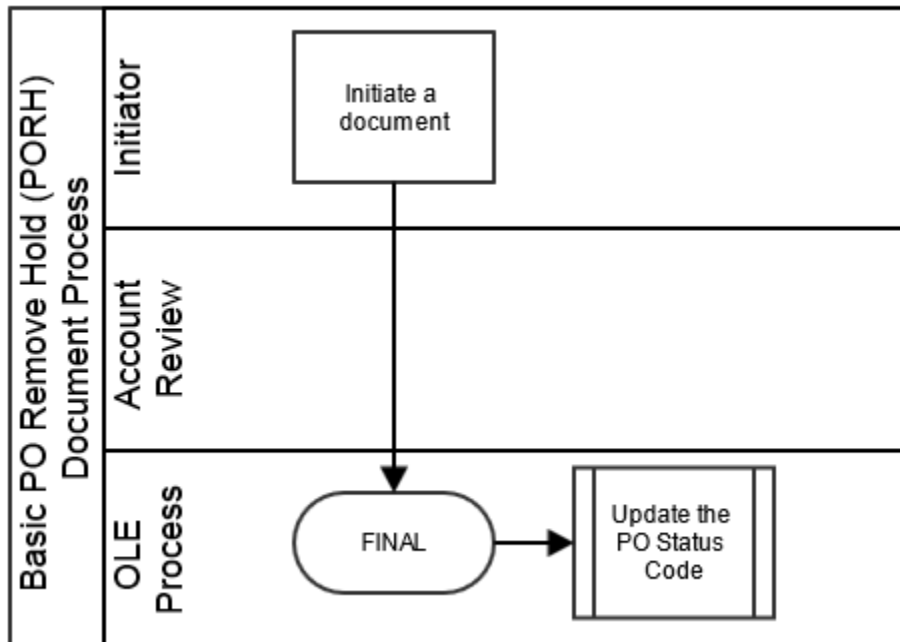 Basic PO Remove Hold (PORH)
Document Process
Initiator
Initiate a
document
Account
Review
OLE
Process
FINAL
Update the
PO Status
Code